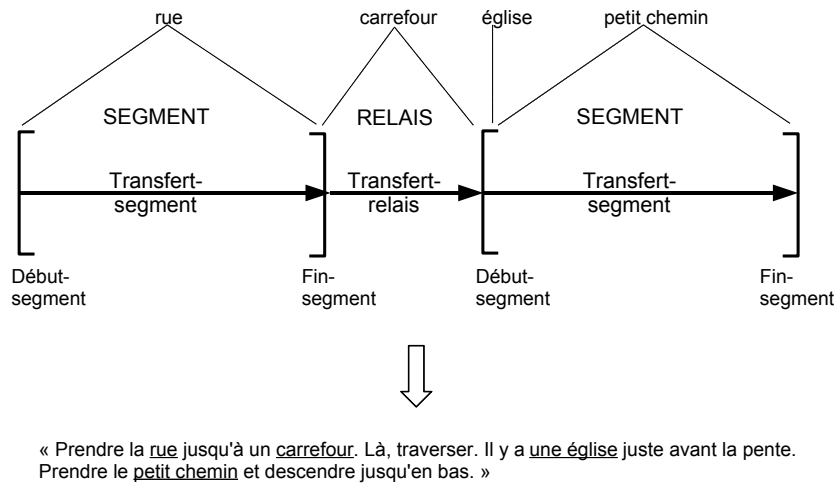 rue carrefour église petit chemin
SEGMENT RELAIS SEGMENT
Transfert- Transfert- Transfert-
segment relais segment
Début- Fin- Début- Fin-
segment segment segment segment
« Prendre la rue jusqu'à un carrefour. Là, traverser. Il y a une église juste avant la pente.
Prendre le petit chemin et descendre jusqu'en bas. »